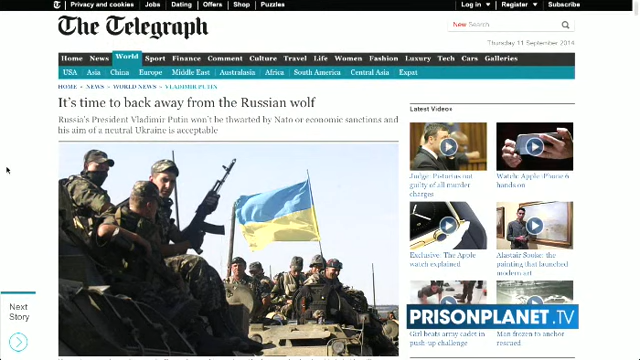 Privacy and cookies Jobs Dating Offers Shop Puzzles Log in Register Subscribe
The Telegraph
New Search
Thursday 11 September 2014
Home News World Sport Finance Comment Culture Travel Life Women Fashion Luxury Tech Cars Galleries
USA Asia China Europe Middle East Australasia Africa South America Central Asia Expat
HOME » NEWS » WORLD NEWS » VLADIMIR PUTIN
It's time to back away from the Russian wolf
Russia's President Vladimir Putin won't be thwarted by Nato or economic sanctions and
his aim of a neutral Ukraine is acceptable
Latest Videos
Judge: Pistorius not
guilty of all murder
charges
Watch: Apple iPhone 6
hands-on
Exclusive: The Apple
watch explained
Alastair Sooke: the
painting that launched
modern art
Next
Story
PRISONPLANET.TV
Girl beats army cadet in
push-up challenge
Man frozen to anchor
rescued